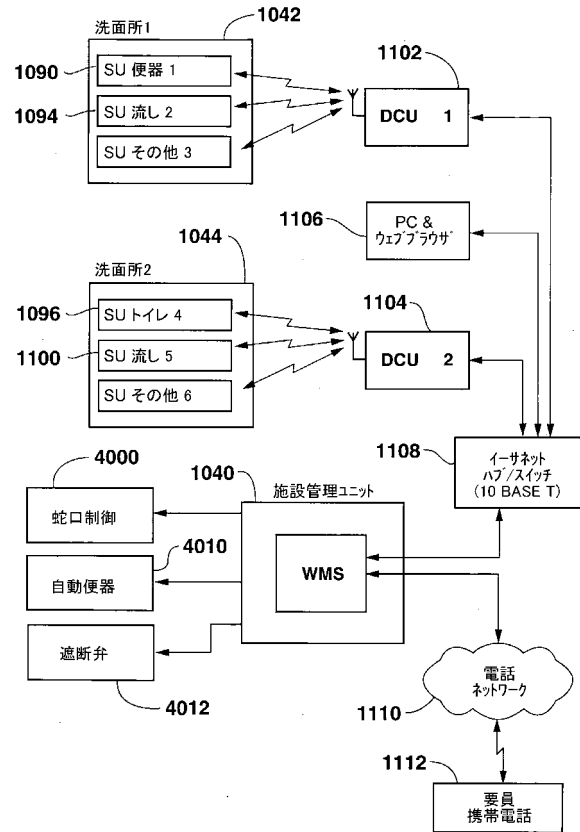 洗面所1
1042
1090
SU 便器 1
1094
SU 流し 2
SU その他 3
1102
DCU 1
1106
PC &
ウェブブラウザ
洗面所2
1044
1096
SU トイレ 4
1100
SU 流し 5
SU その他 6
1104
DCU 2
1108
イーサネット
ハブ/スイッチ
(10 BASE T)
4000
蛇口制御
4010
自動便器
遮断弁
4012
1040
施設管理ユニット
WMS
電話
ネットワーク
1110
1112
要員
携帯電話